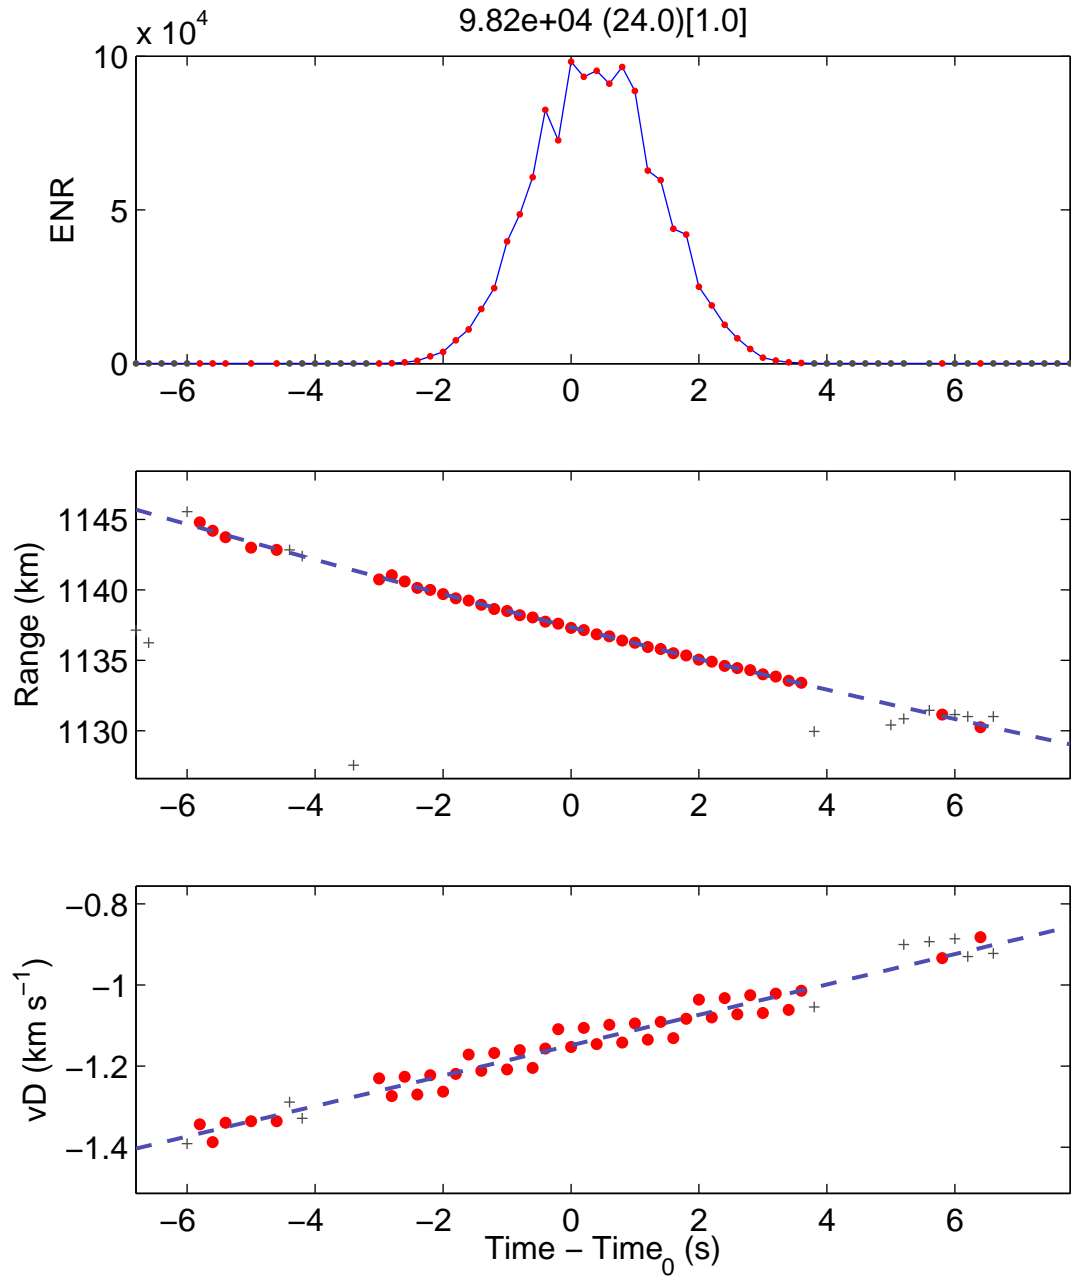 9.82e+04 (24.0)[1.0]
x 10^4
10
5
0
ENR
−6 −4 −2 0 2 4 6
1145
1140
1135
1130
Range (km)
−6 −4 −2 0 2 4 6
−0.8
−1
−1.2
−1.4
vD (km s^−1)
−6 −4 −2 0 2 4 6
Time − Time_0 (s)